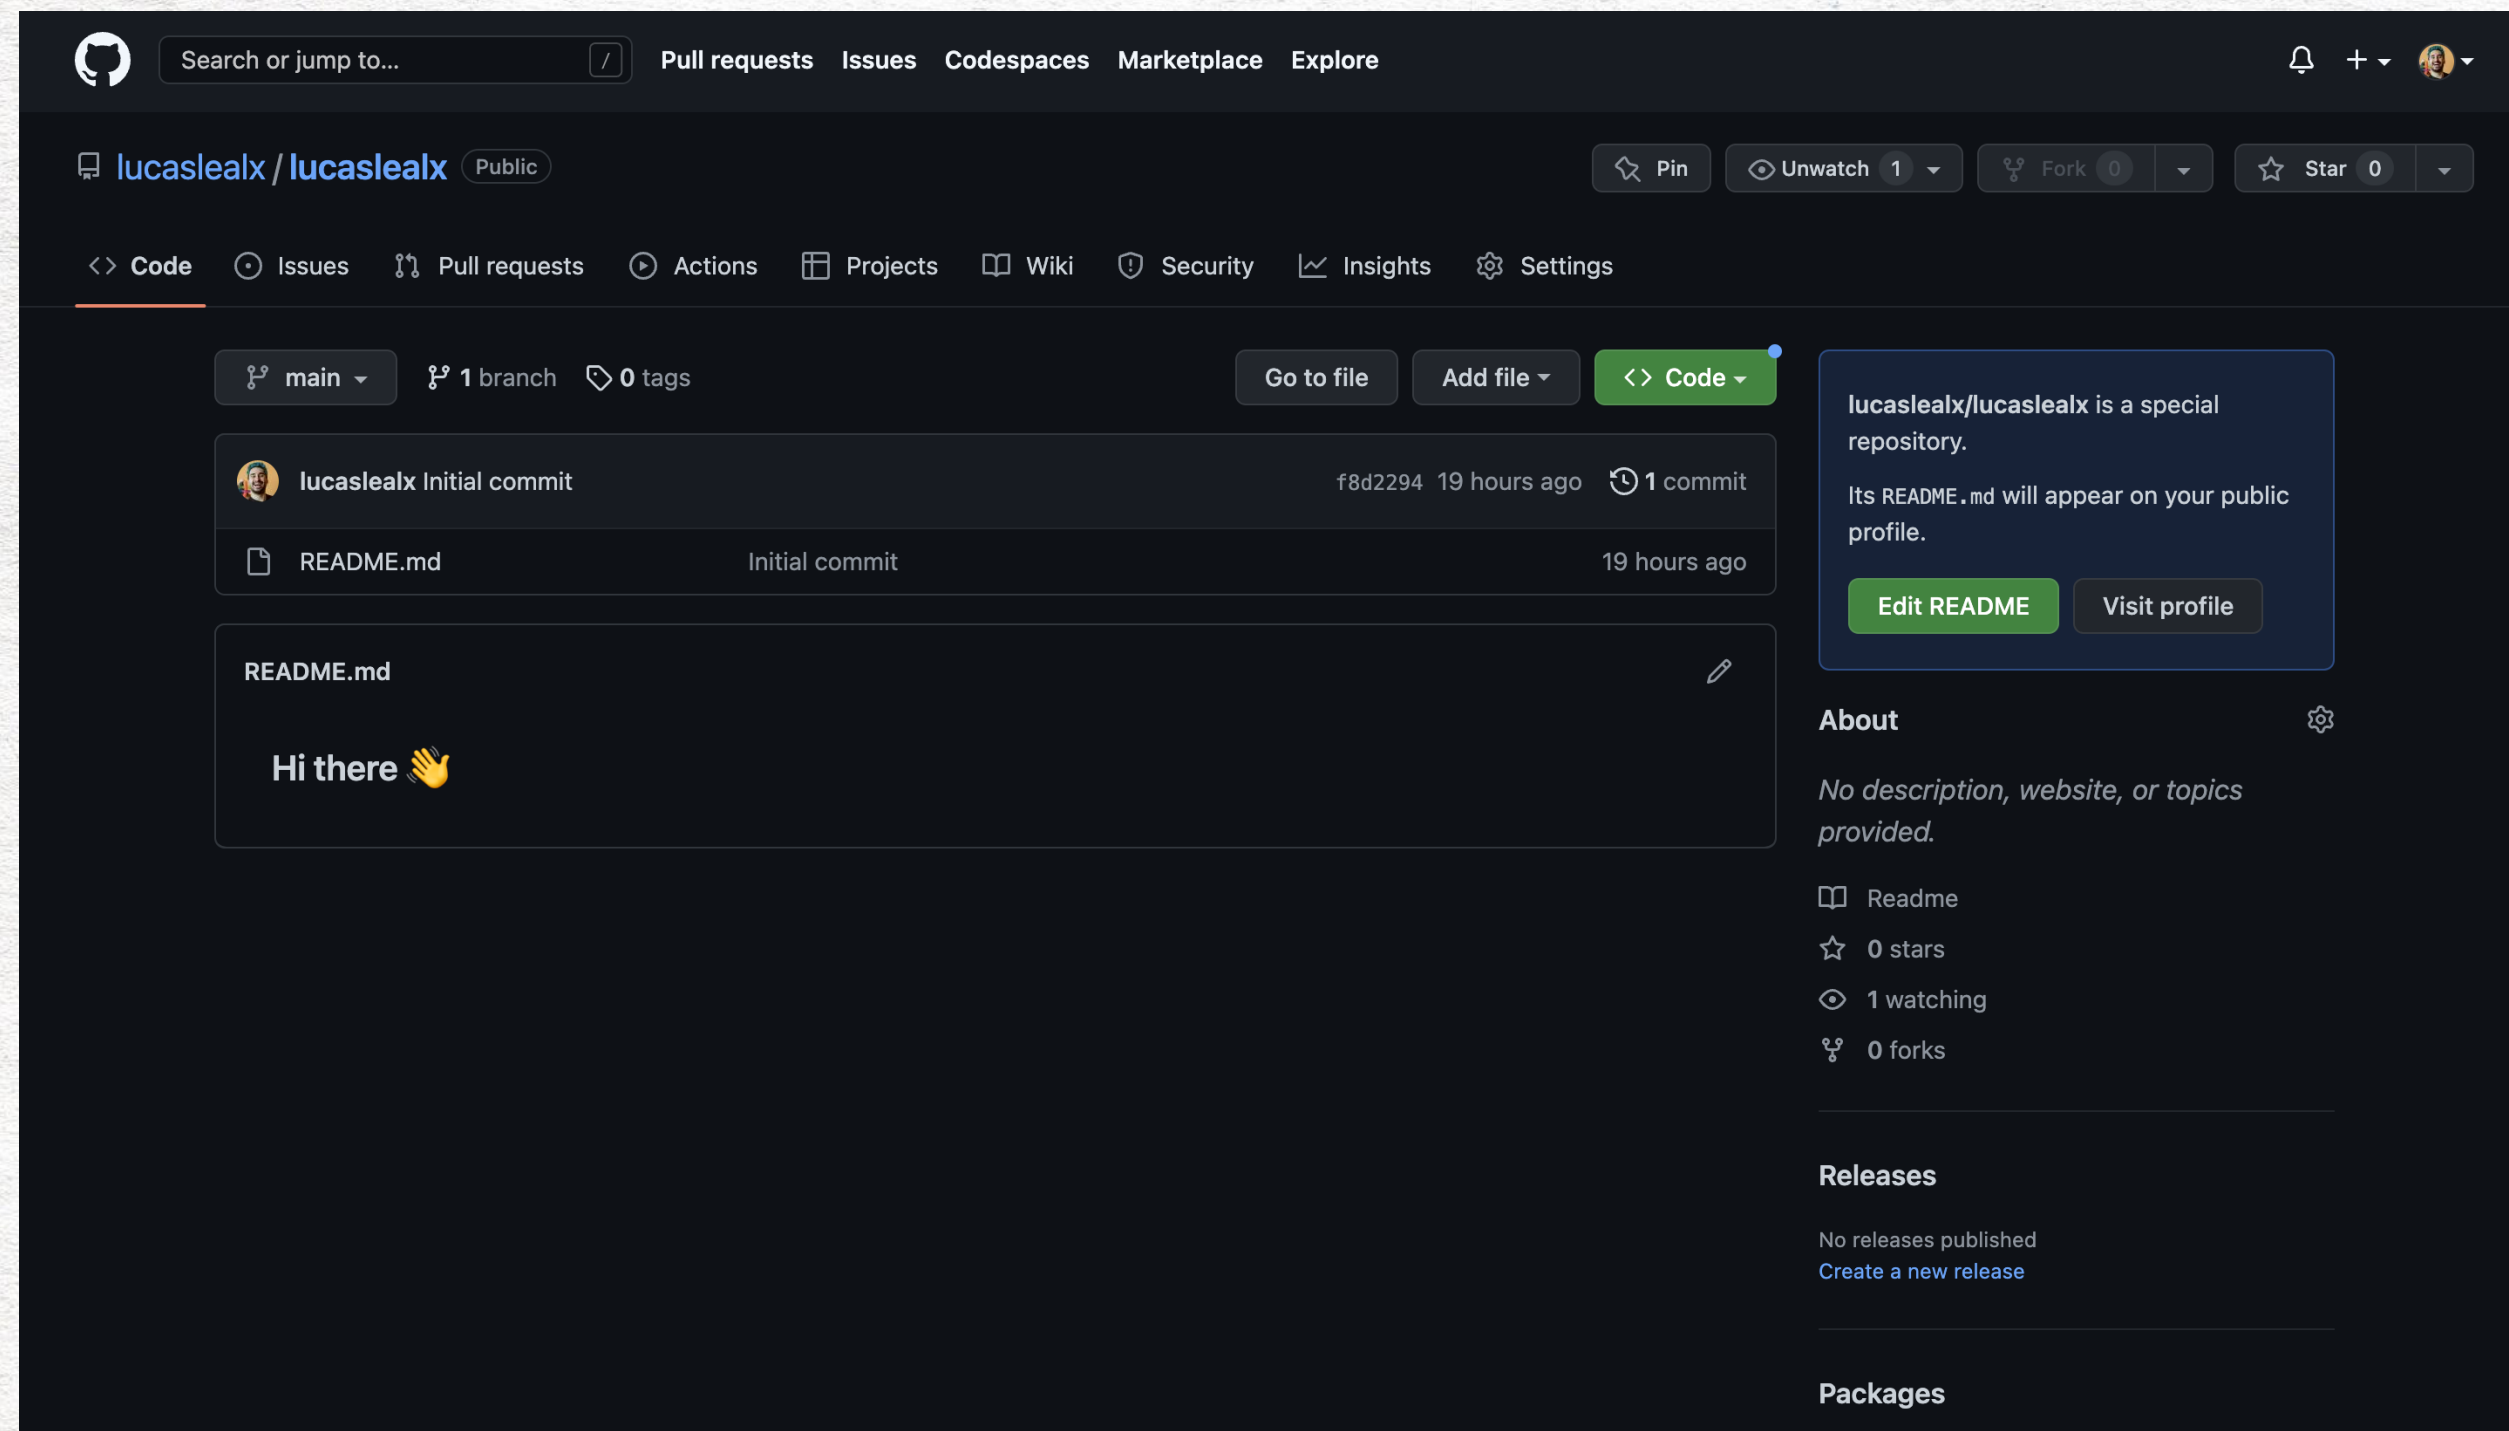 Search or jump to... /
Pull requests Issues Codespaces Marketplace Explore
lucaslealx / lucaslealx Public
Pin
Unwatch 1
Fork 0
Star 0
Code Issues Pull requests Actions Projects Wiki Security Insights Settings
main 1 branch 0 tags
Go to file Add file Code
lucaslealx Initial commit f8d2294 19 hours ago 1 commit
README.md Initial commit 19 hours ago
README.md
Hi there 👋
lucaslealx/lucaslealx is a special
repository.
Its README.md will appear on your public
profile.
Edit README Visit profile
About
No description, website, or topics
provided.
Readme
0 stars
1 watching
0 forks
Releases
No releases published
Create a new release
Packages